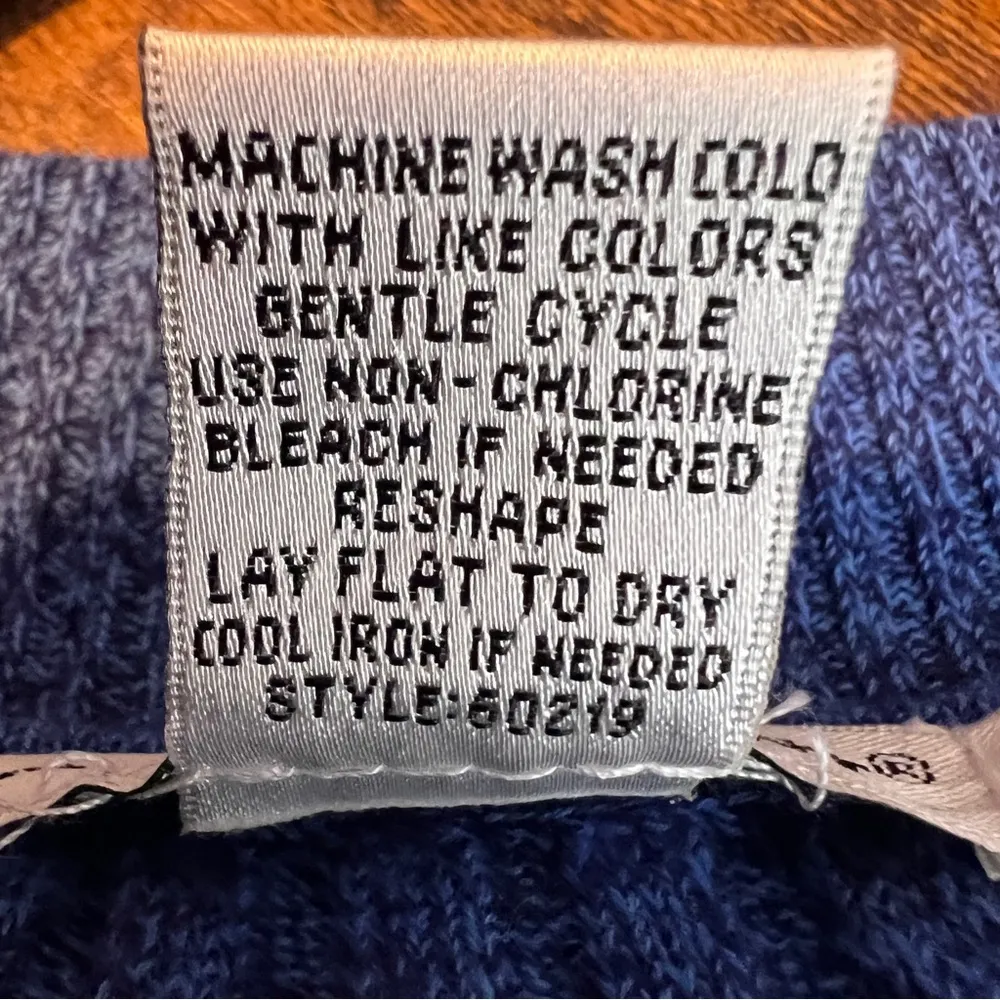 MACHINE WASH COLD
WITH LIKE COLORS
GENTLE CYCLE
USE NON-CHLORINE
BLEACH IF NEEDED
RESHAPE
LAY FLAT TO DRY
COOL IRON IF NEEDED
STYLE:60219
®